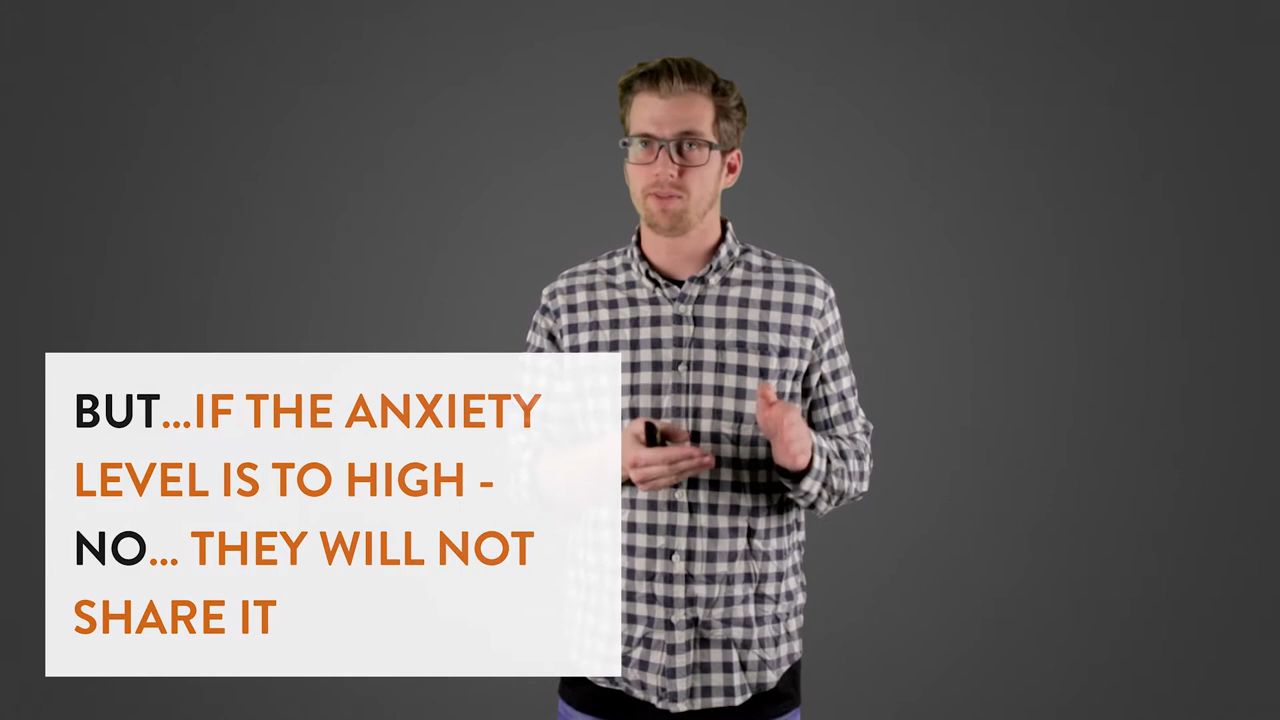 BUT...IF THE ANXIETY
LEVEL IS TO HIGH -
NO... THEY WILL NOT
SHARE IT